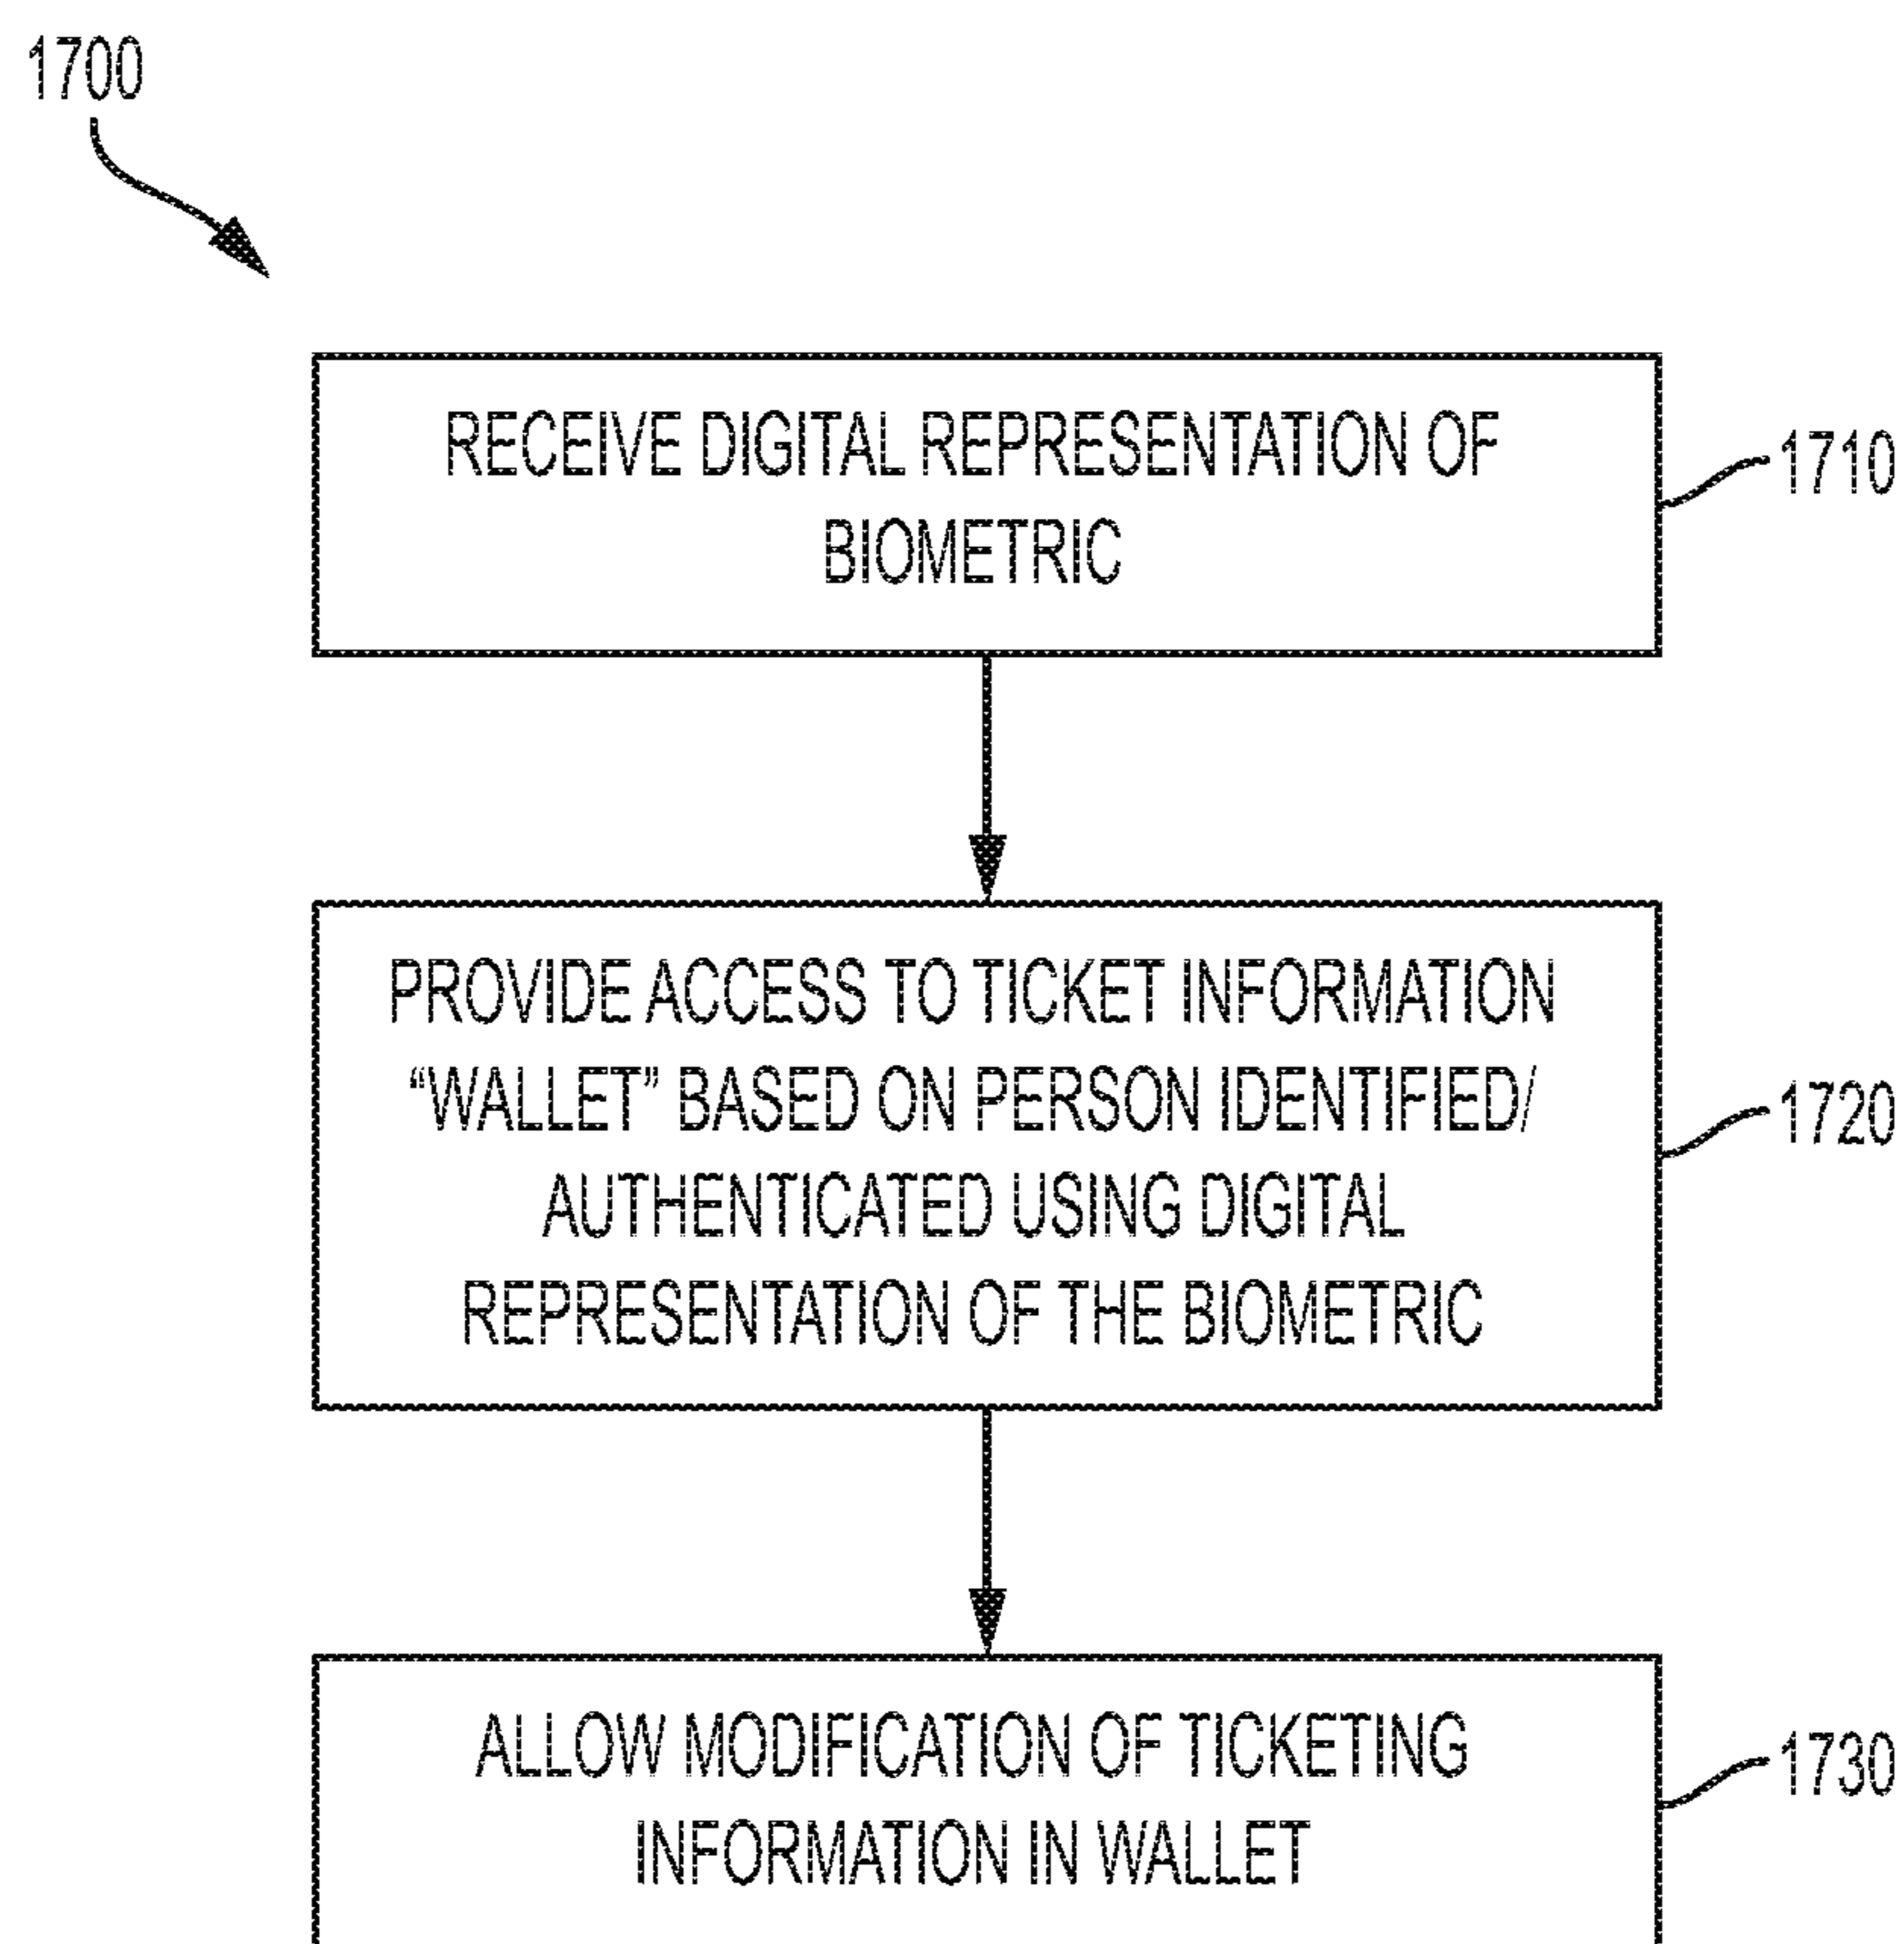 1700
RECEIVE DIGITAL REPRESENTATION OF
BIOMETRIC
1710
PROVIDE ACCESS TO TICKET INFORMATION
“WALLET” BASED ON PERSON IDENTIFIED/
AUTHENTICATED USING DIGITAL
REPRESENTATION OF THE BIOMETRIC
1720
ALLOW MODIFICATION OF TICKETING
INFORMATION IN WALLET
1730